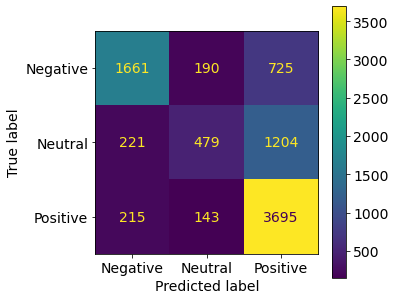 3500
Negative 1661 190 725
3000
2500
Neutral 221 479 1204
2000
1500
Positive 215 143 3695
1000
500
Negative Neutral Positive
Predicted label
True label